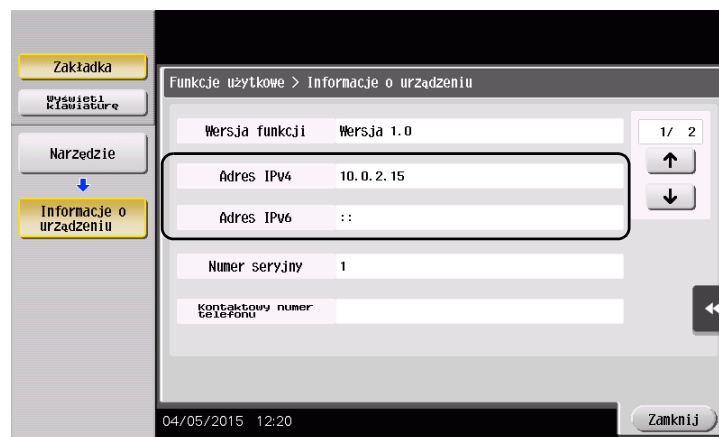 Zakładka
Wyświetl
klawiaturę
Narzędzie
Informacje o
urządzeniu
Funkcje użytkowe > Informacje o urządzeniu
Wersja funkcji Wersja 1.0
1/ 2
Adres IPv4 10.0.2.15
Adres IPv6 ::
Numer seryjny 1
Kontaktowy numer
telefonu
04/05/2015 12:20
Zamknij